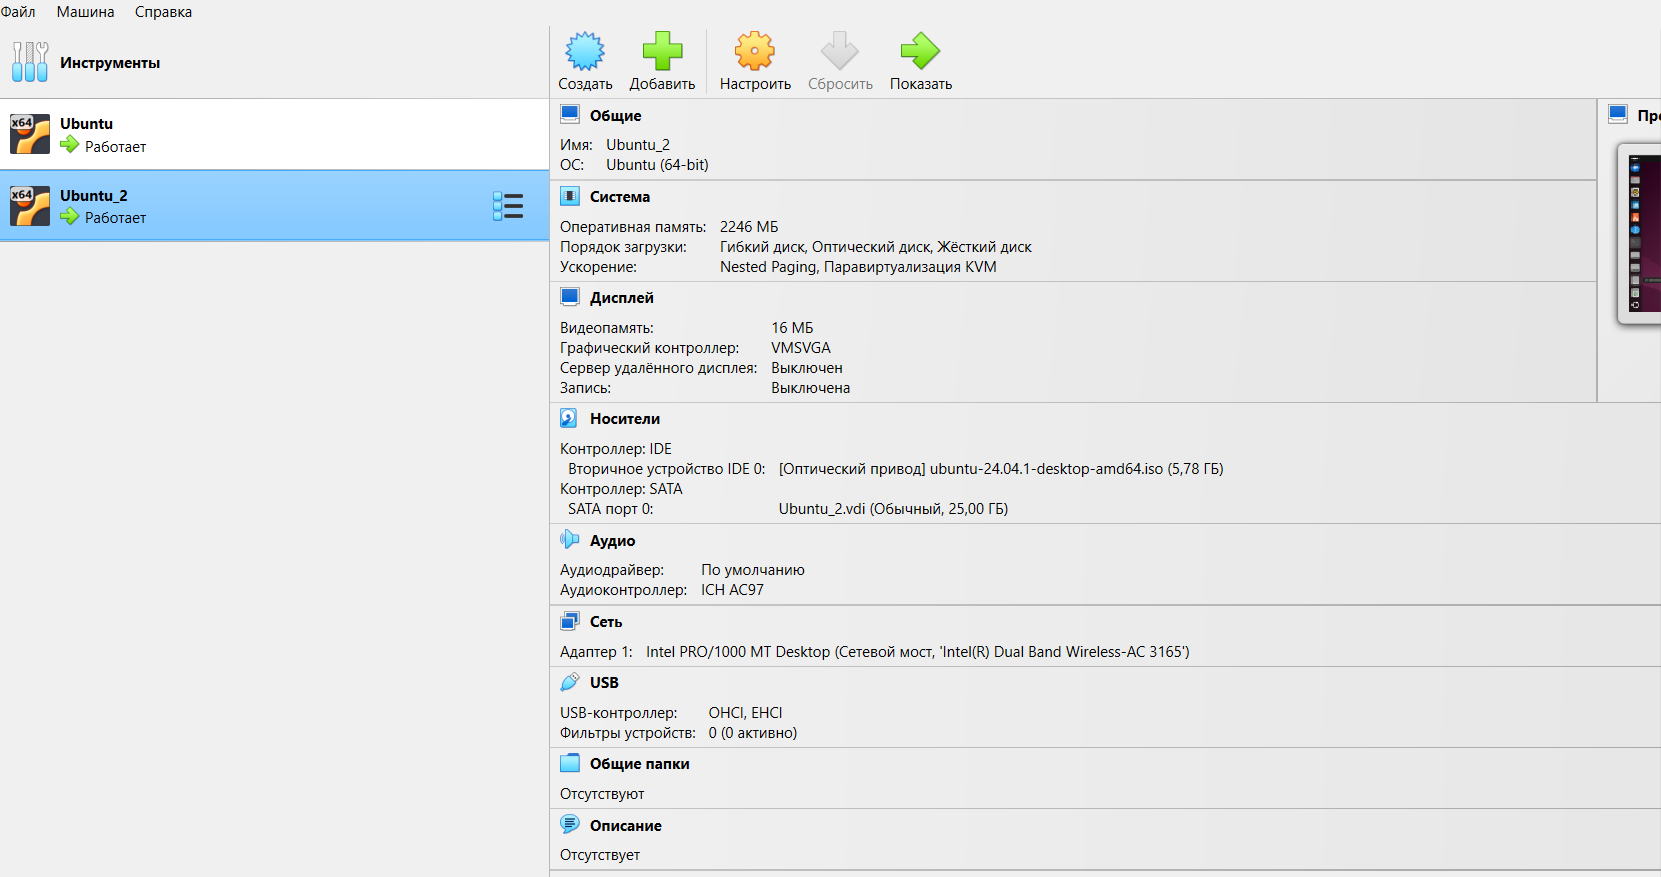 Файл Машина Справка
Инструменты
Создать Добавить Настроить Сбросить Показать
x64 Ubuntu
Работает
x64 Ubuntu_2
Работает
Общие
Имя: Ubuntu_2
ОС: Ubuntu (64-bit)
Система
Оперативная память: 2246 МБ
Порядок загрузки: Гибкий диск, Оптический диск, Жёсткий диск
Ускорение: Nested Paging, Паравиртуализация KVM
Дисплей
Видеопамять: 16 МБ
Графический контроллер: VMSVGA
Сервер удалённого дисплея: Выключен
Запись: Выключена
Носители
Контроллер: IDE
Вторичное устройство IDE 0: [Оптический привод] ubuntu-24.04.1-desktop-amd64.iso (5,78 ГБ)
Контроллер: SATA
SATA порт 0: Ubuntu_2.vdi (Обычный, 25,00 ГБ)
Аудио
Аудиодрайвер: По умолчанию
Аудиоконтроллер: ICH AC97
Сеть
Адаптер 1: Intel PRO/1000 MT Desktop (Сетевой мост, 'Intel(R) Dual Band Wireless-AC 3165')
USB
USB-контроллер: OHCI, EHCI
Фильтры устройств: 0 (0 активно)
Общие папки
Отсутствуют
Описание
Отсутствует